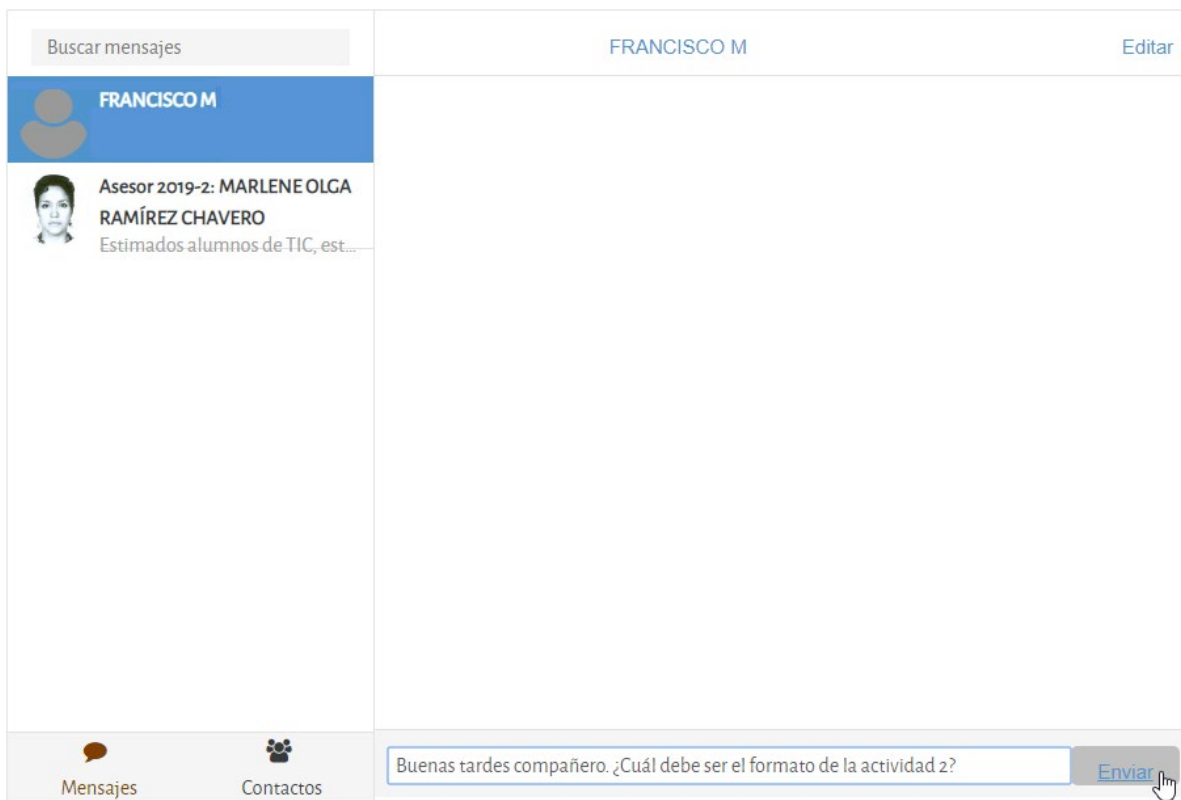 Buscar mensajes
FRANCISCO M
Editar
FRANCISCO M
Asesor 2019-2: MARLENE OLGA
RAMÍREZ CHAVERO
Estimados alumnos de TIC, est...
Mensajes
Contactos
Buenas tardes compañero. ¿Cuál debe ser el formato de la actividad 2?
Enviar